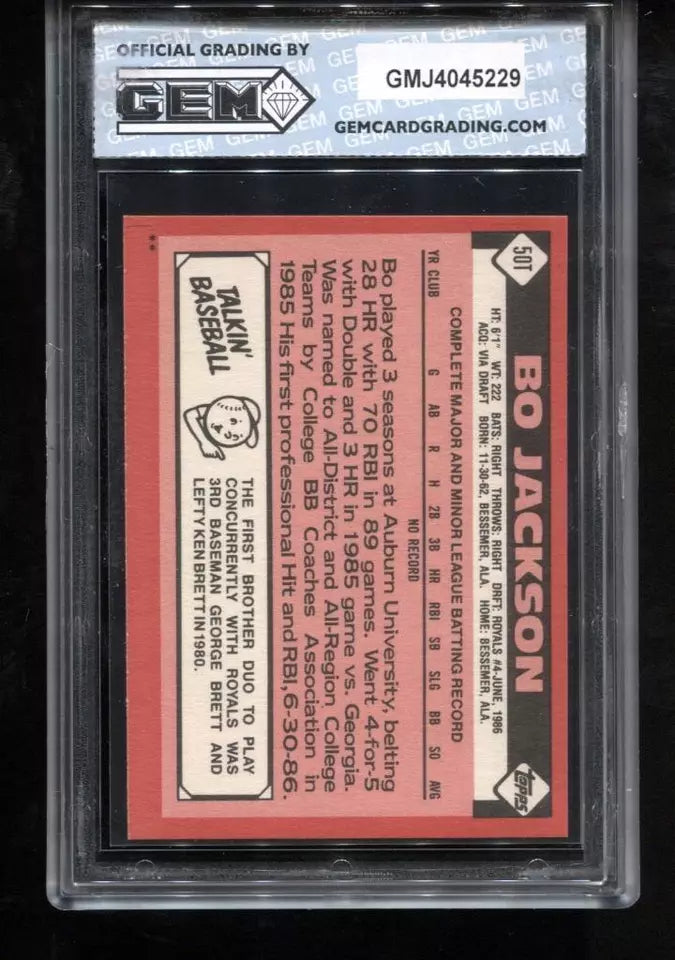 OFFICIAL GRADING BY
GEM
GMJ4045229
GEMCARDGRADING.COM
50T
BO JACKSON
topps
HT: 6'1" WT: 222 BATS: RIGHT THROWS: RIGHT DRFT: ROYALS #4-JUNE, 1986
ACQ: VIA DRAFT BORN: 11-30-62, BESSEMER, ALA. HOME: BESSEMER, ALA.
COMPLETE MAJOR AND MINOR LEAGUE BATTING RECORD
YR CLUB G AB R H 2B 3B HR RBI SB SLG BB SO AVG
NO RECORD
Bo played 3 seasons at Auburn University, belting
28 HR with 70 RBI in 89 games. Went 4-for-5
with Double and 3 HR in 1985 game vs. Georgia.
Was named to All-District and All-Region College
Teams by College BB Coaches Association in
1985 His first professional Hit and RBI, 6-30-86.
TALKIN'
BASEBALL
THE FIRST BROTHER DUO TO PLAY
CONCURRENTLY WITH ROYALS WAS
3RD BASEMAN GEORGE BRETT AND
LEFTY KEN BRETT IN 1980.
**